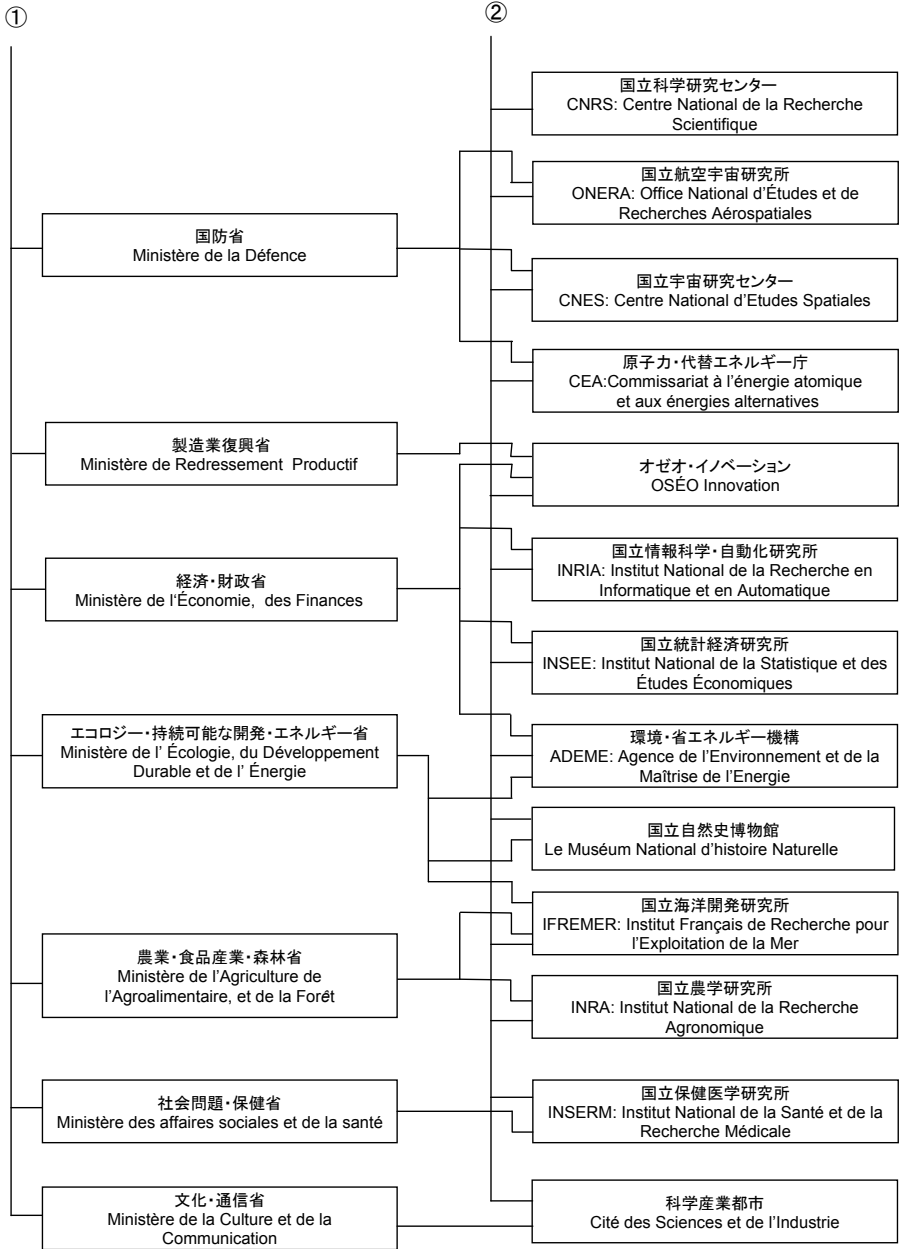 ①
②
国防省
Ministère de la Défence
製造業復興省
Ministère de Redressement Productif
経済・財政省
Ministère de l‘Économie, des Finances
エコロジー・持続可能な開発・エネルギー省
Ministère de l’ Écologie, du Développement
Durable et de l’ Énergie
農業・食品産業・森林省
Ministère de l’Agriculture de
l’Agroalimentaire, et de la Forêt
社会問題・保健省
Ministère des affaires sociales et de la santé
文化・通信省
Ministère de la Culture et de la
Communication
国立科学研究センター
CNRS: Centre National de la Recherche
Scientifique
国立航空宇宙研究所
ONERA: Office National d’Études et de
Recherches Aérospatiales
国立宇宙研究センター
CNES: Centre National d’Etudes Spatiales
原子力・代替エネルギー庁
CEA:Commissariat à l’énergie atomique
et aux énergies alternatives
オゼオ・イノベーション
OSÉO Innovation
国立情報科学・自動化研究所
INRIA: Institut National de la Recherche en
Informatique et en Automatique
国立統計経済研究所
INSEE: Institut National de la Statistique et des
Études Économiques
環境・省エネルギー機構
ADEME: Agence de l’Environnement et de la
Maîtrise de l’Energie
国立自然史博物館
Le Muséum National d’histoire Naturelle
国立海洋開発研究所
IFREMER: Institut Français de Recherche pour
l’Exploitation de la Mer
国立農学研究所
INRA: Institut National de la Recherche
Agronomique
国立保健医学研究所
INSERM: Institut National de la Santé et de la
Recherche Médicale
科学産業都市
Cité des Sciences et de l’Industrie